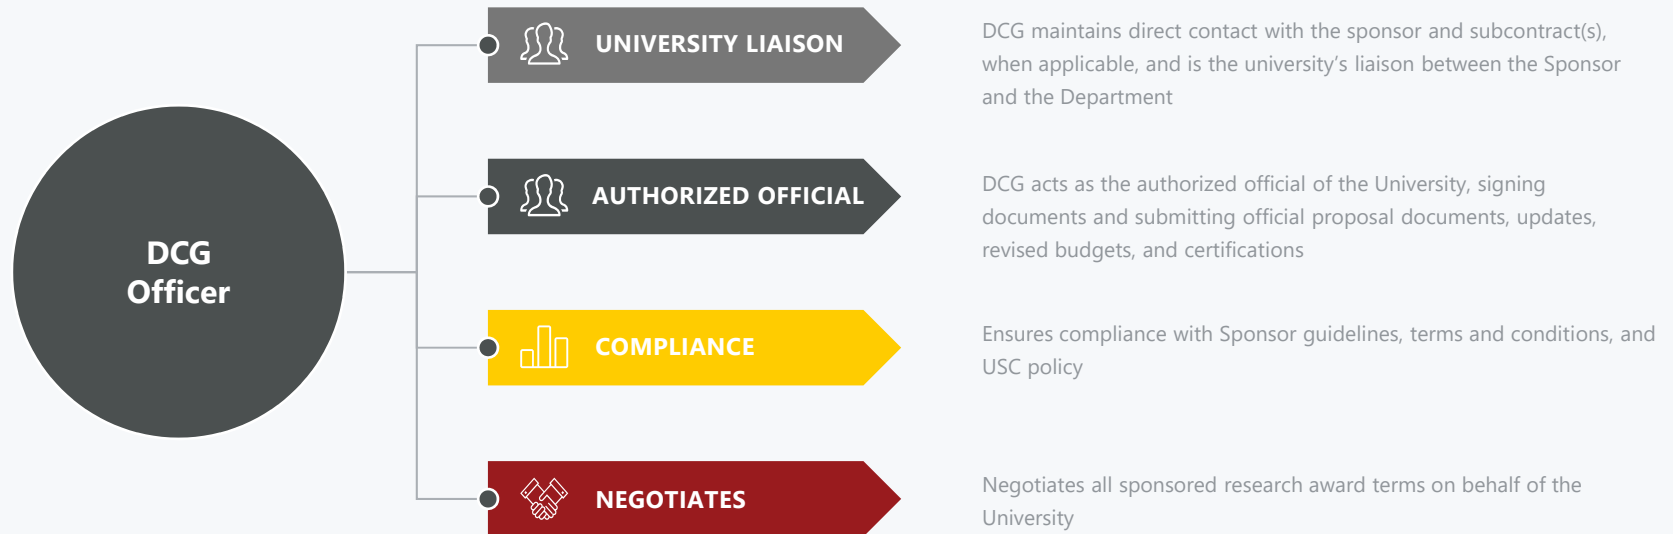 DCG
Officer
UNIVERSITY LIAISON
DCG maintains direct contact with the sponsor and subcontract(s),
when applicable, and is the university’s liaison between the Sponsor
and the Department
AUTHORIZED OFFICIAL
DCG acts as the authorized official of the University, signing
documents and submitting official proposal documents, updates,
revised budgets, and certifications
COMPLIANCE
Ensures compliance with Sponsor guidelines, terms and conditions, and
USC policy
NEGOTIATES
Negotiates all sponsored research award terms on behalf of the
University